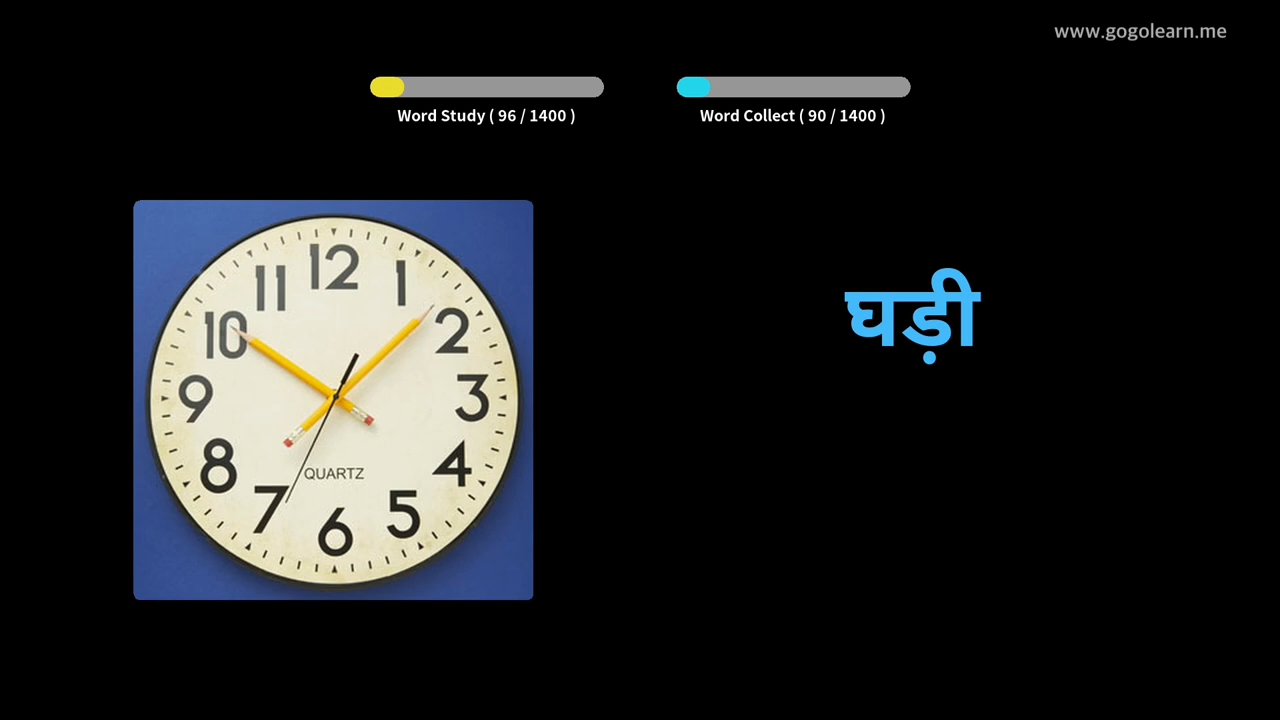 www.gogolearn.me
Word Study ( 96 / 1400 )
Word Collect ( 90 / 1400 )
घड़ी
12
11
1
10
2
9
3
8
4
QUARTZ
7
5
6